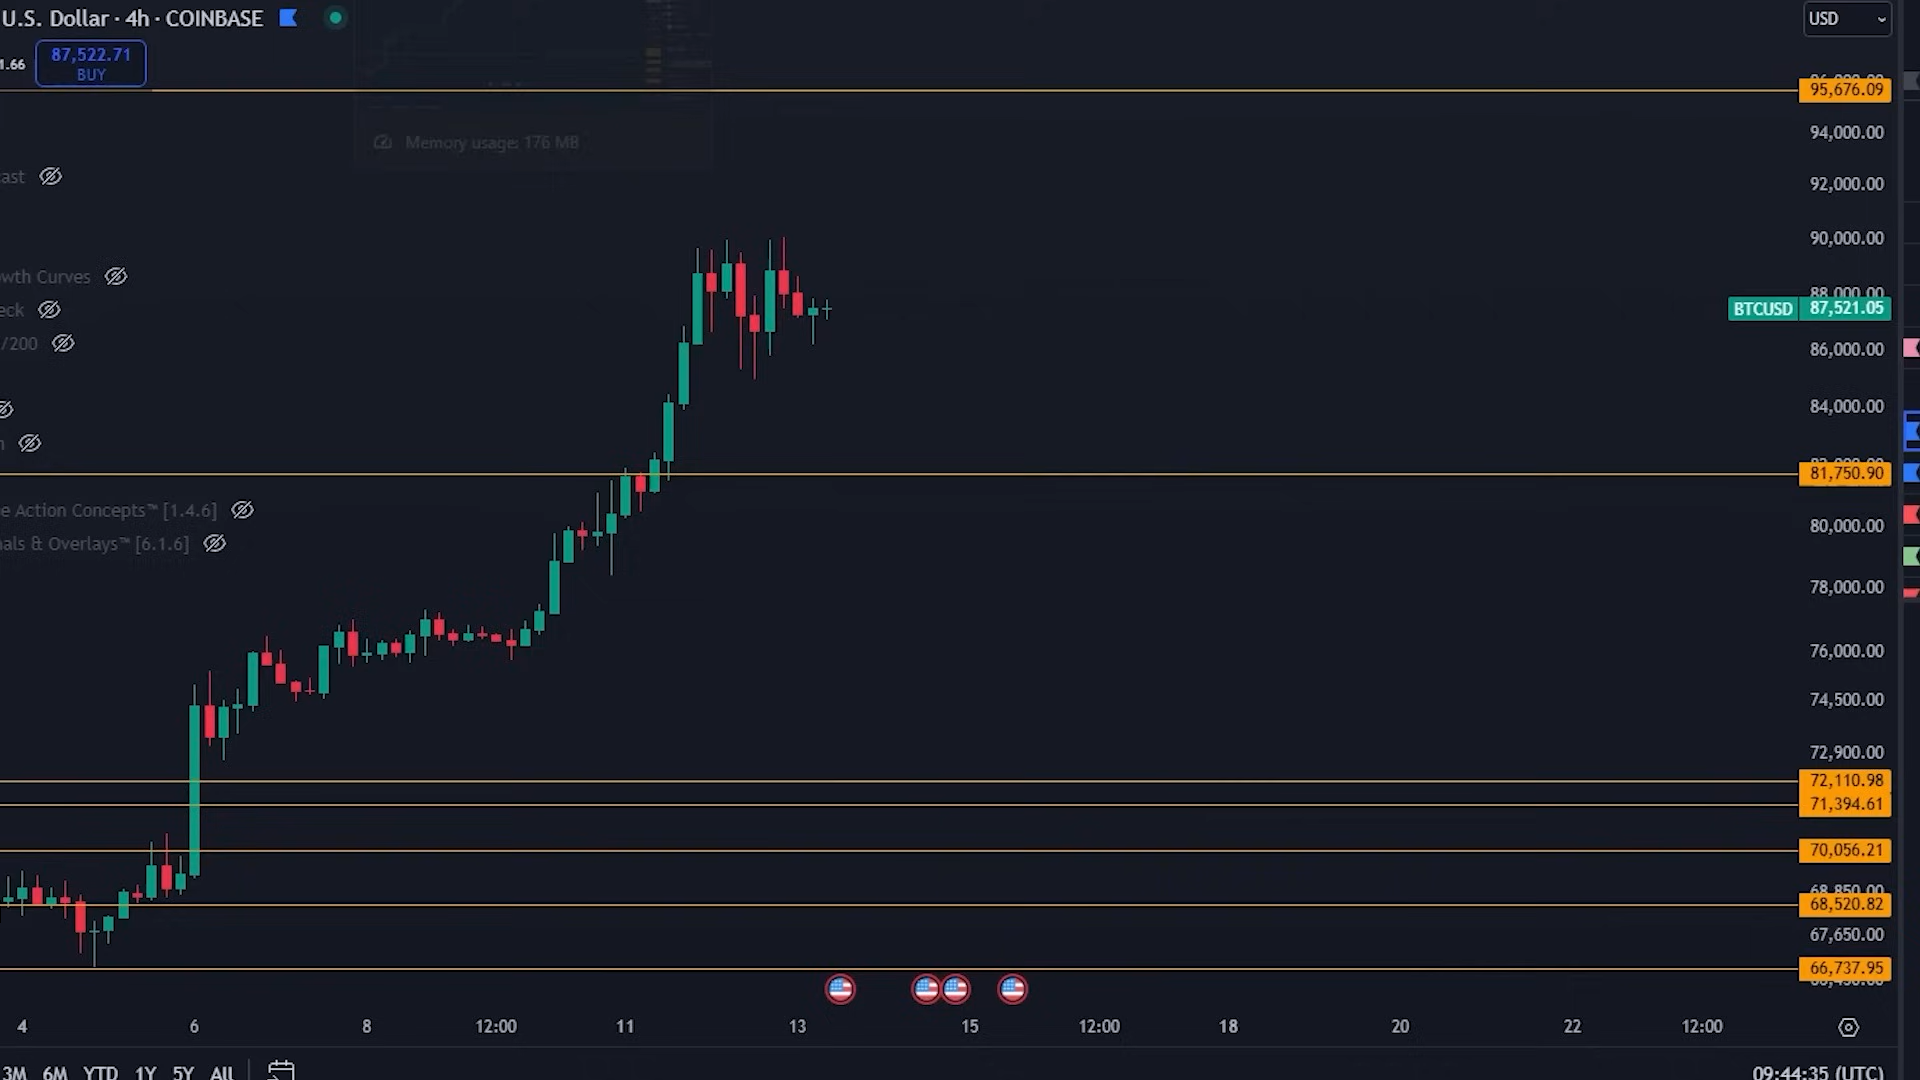 U.S. Dollar · 4h · COINBASE
USD
1.66
87,522.71
BUY
95,676.09
94,000.00
Memory usage: 176 MB
ast
92,000.00
90,000.00
wth Curves
88,000.00
eck
BTCUSD 87,521.05
/200
86,000.00
84,000.00
81,750.90
e Action Concepts™ [1.4.6]
80,000.00
als & Overlays™ [6.1.6]
78,000.00
76,000.00
74,500.00
72,900.00
72,110.98
71,394.61
70,056.21
68,850.00
68,520.82
67,650.00
66,737.95
4 6 8 12:00 11 13 15 12:00 18 20 22 12:00
3M 6M YTD 1Y 5Y All
09:44:35 (UTC)